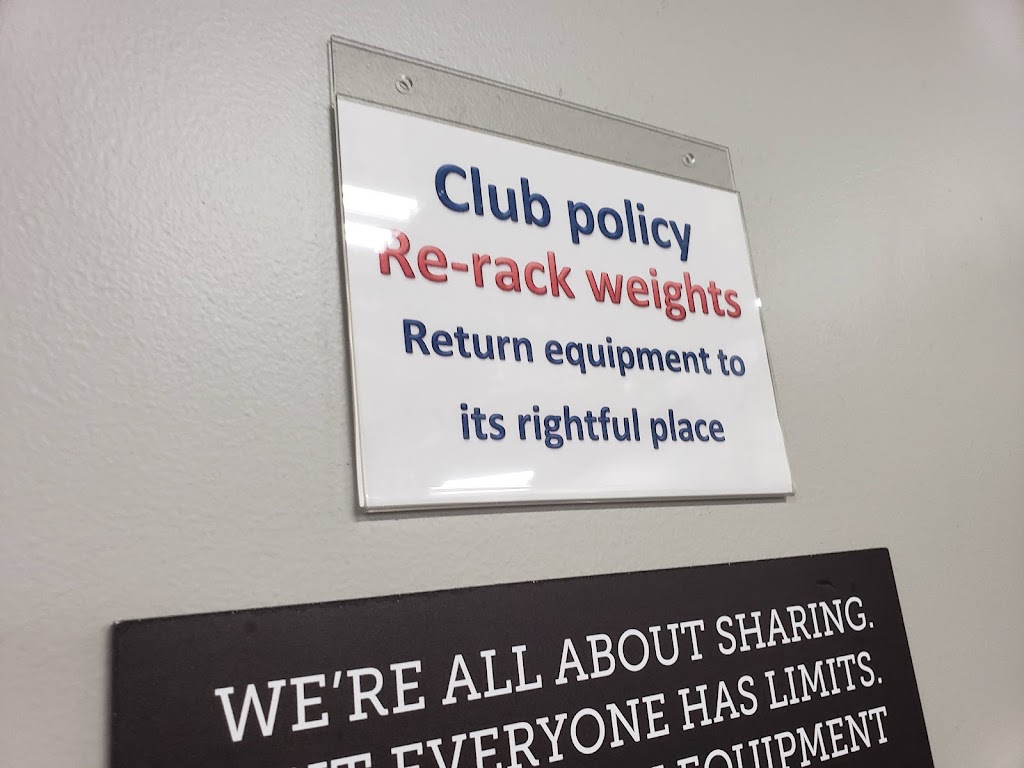 Club policy
Re-rack weights
Return equipment to
its rightful place
WE'RE ALL ABOUT SHARING.
EVERYONE HAS LIMITS.
EQUIPMENT